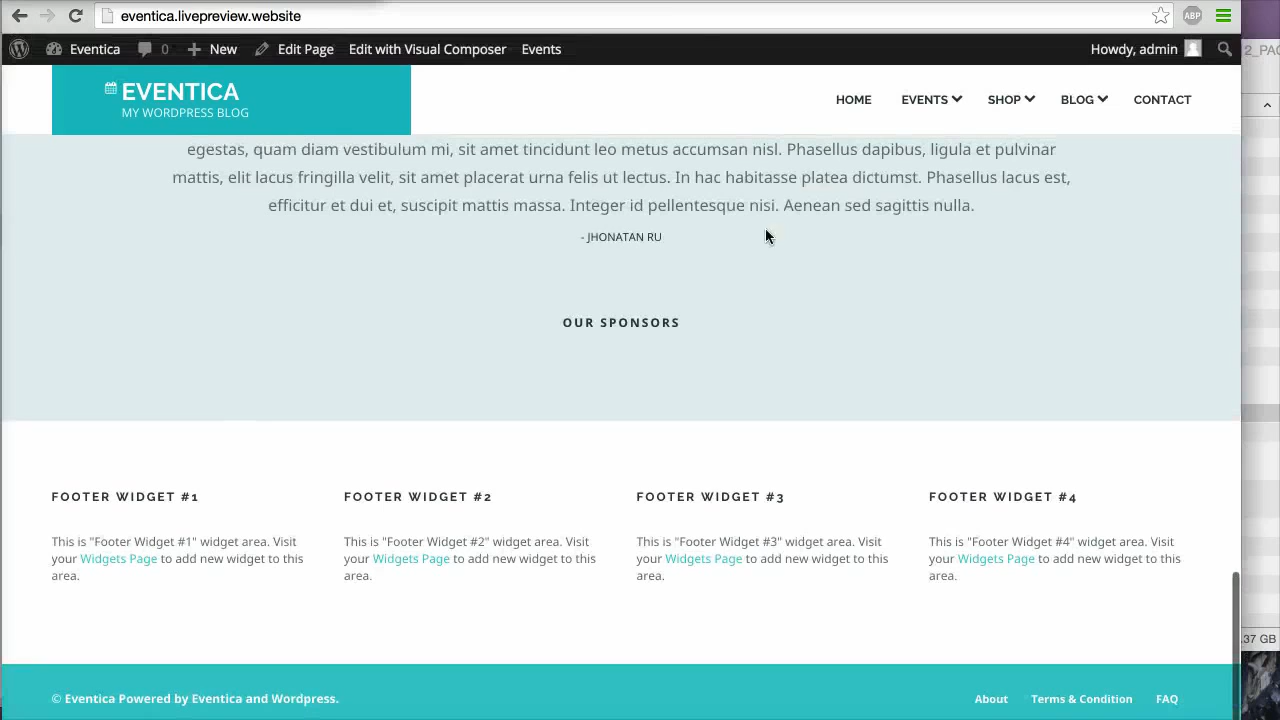 eventica.livepreview.website
ABP
Eventica 0 New Edit Page Edit with Visual Composer Events Howdy, admin
2_PAC
EVENTICA
MY WORDPRESS BLOG
HOME EVENTS SHOP BLOG CONTACT
egestas, quam diam vestibulum mi, sit amet tincidunt leo metus accumsan nisl. Phasellus dapibus, ligula et pulvinar
mattis, elit lacus fringilla velit, sit amet placerat urna felis ut lectus. In hac habitasse platea dictumst. Phasellus lacus est,
efficitur et dui et, suscipit mattis massa. Integer id pellentesque nisi. Aenean sed sagittis nulla.
- JHONATAN RU
OUR SPONSORS
FOOTER WIDGET #1
This is "Footer Widget #1" widget area. Visit
your Widgets Page to add new widget to this
area.
FOOTER WIDGET #2
This is "Footer Widget #2" widget area. Visit
your Widgets Page to add new widget to this
area.
FOOTER WIDGET #3
This is "Footer Widget #3" widget area. Visit
your Widgets Page to add new widget to this
area.
FOOTER WIDGET #4
This is "Footer Widget #4" widget area. Visit
your Widgets Page to add new widget to this
area.
.37 GB
© Eventica Powered by Eventica and Wordpress.
About Terms & Condition FAQ